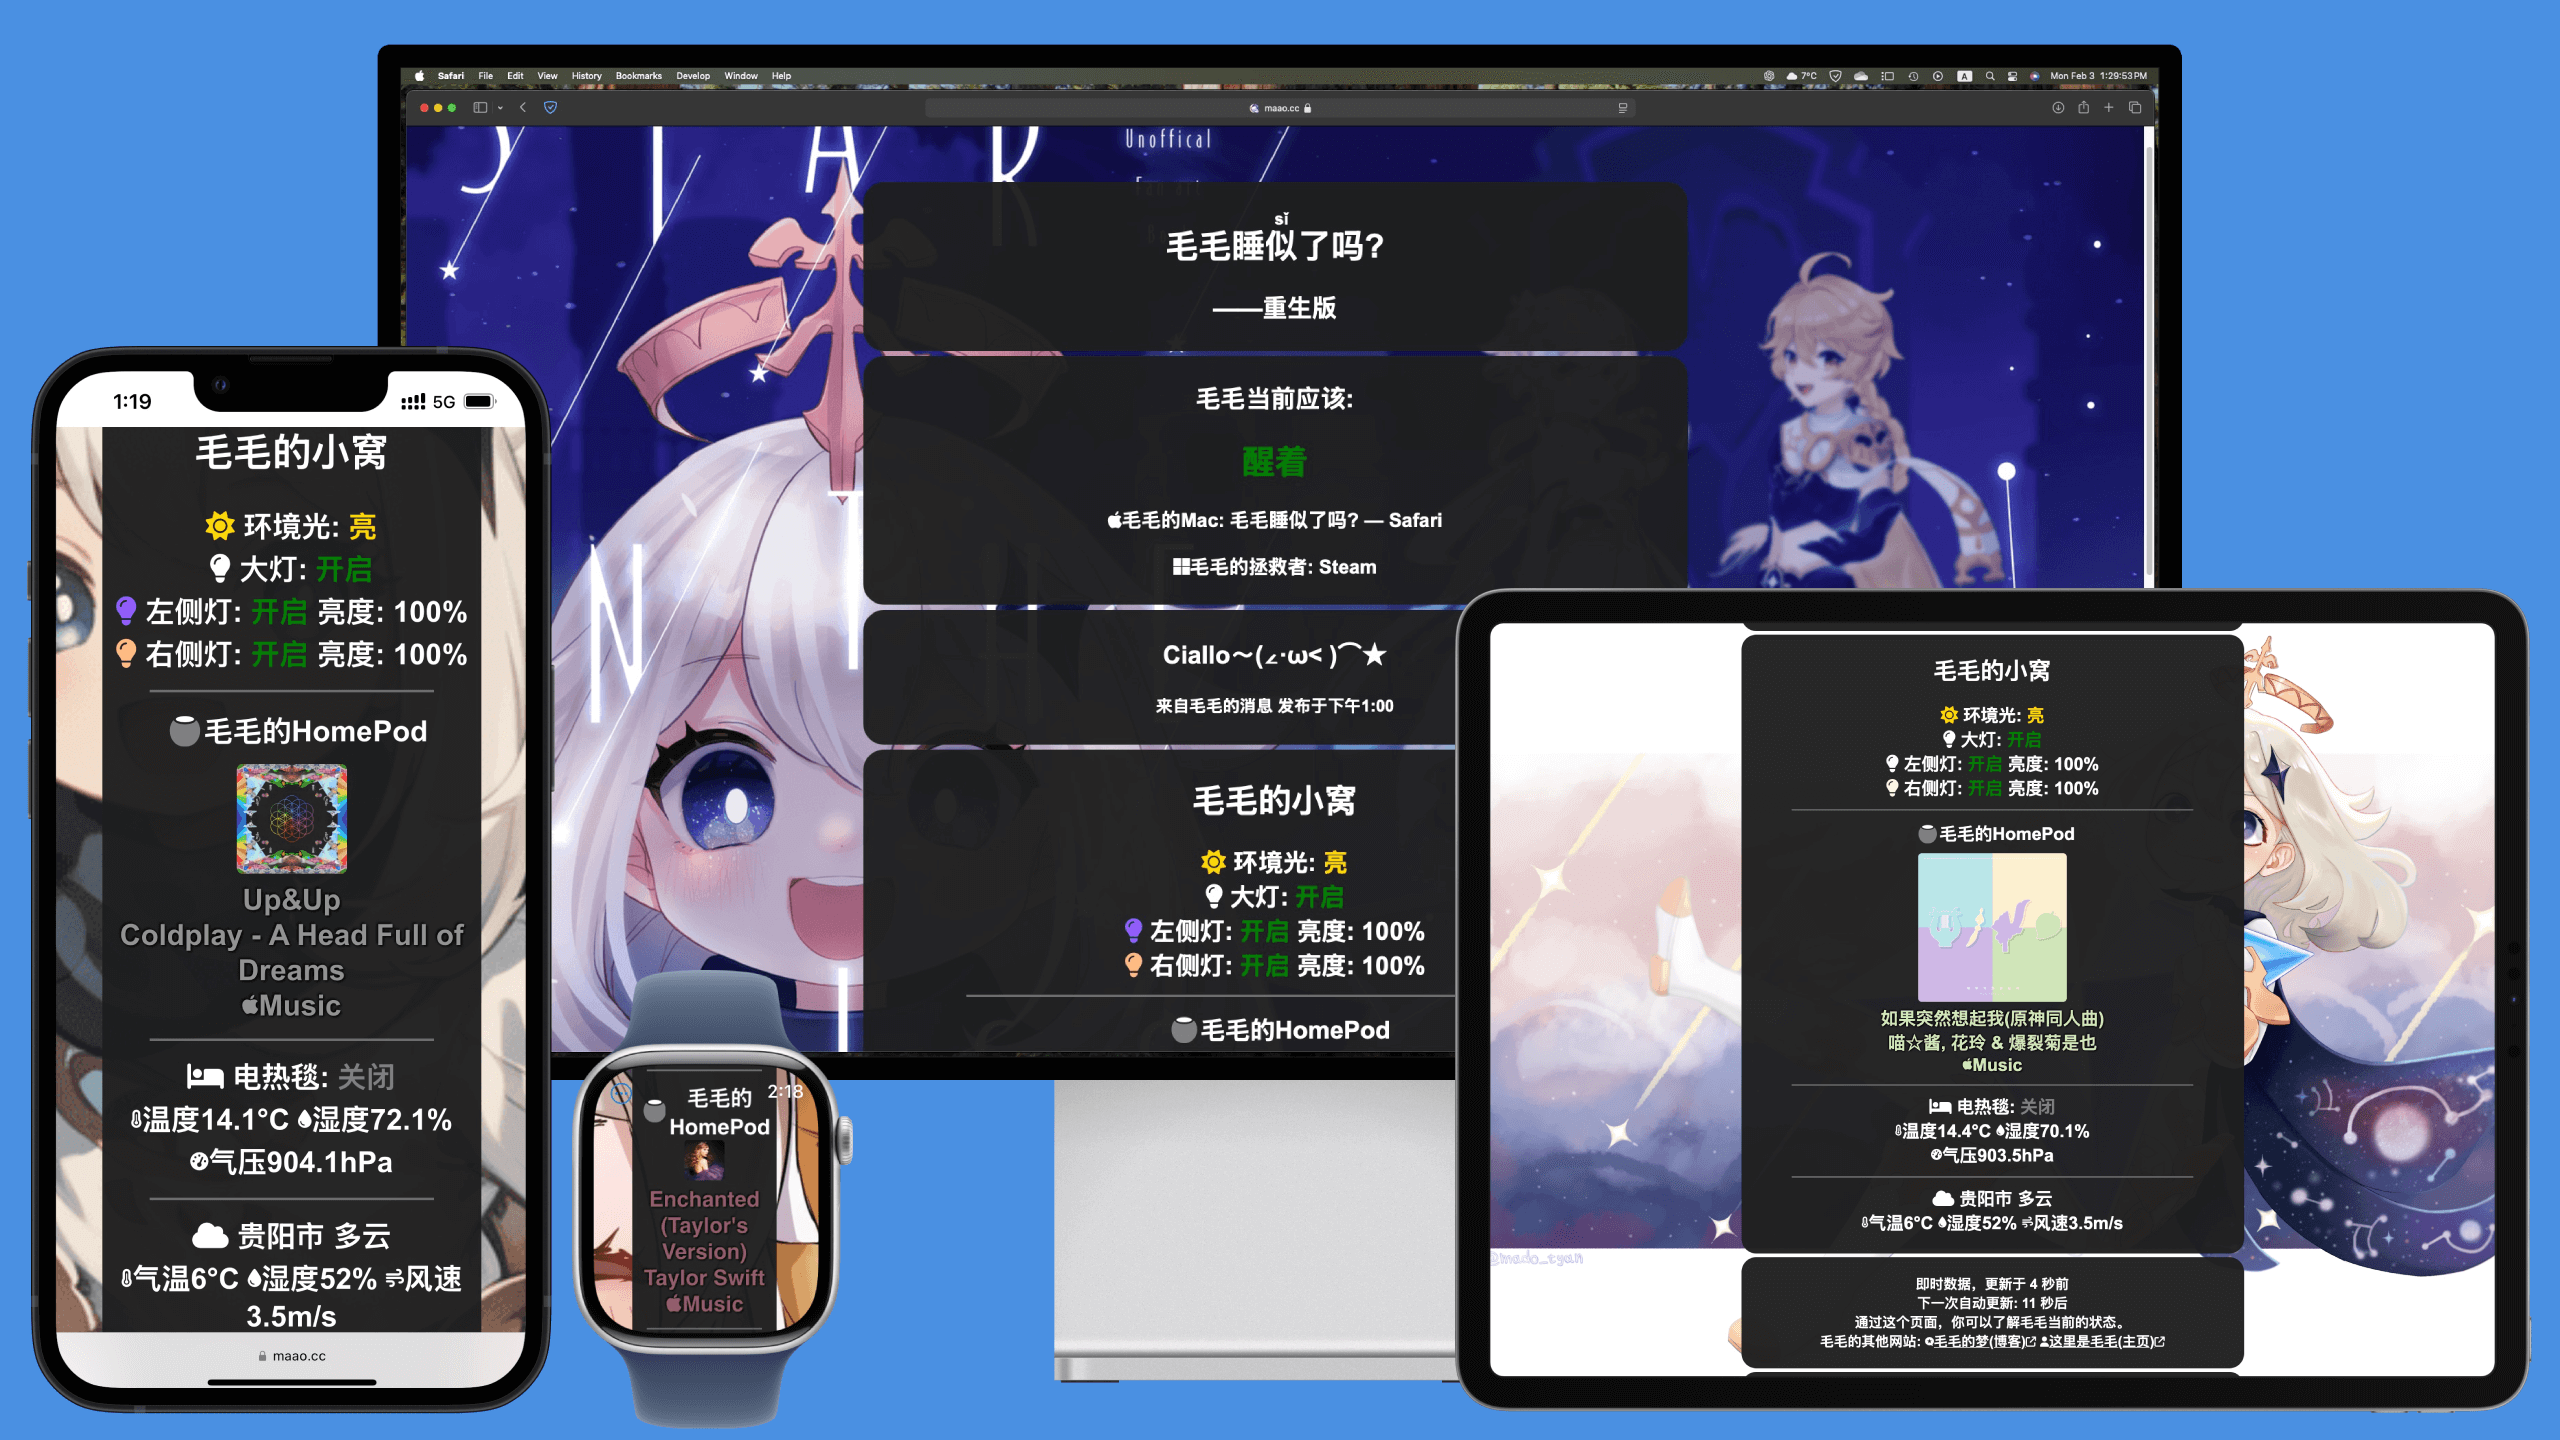 Safari File Edit View History Bookmarks Develop Window Help
7°C A Mon Feb 3 1:29:53 PM
maao.cc
STAR
Unoffical
sǐ
毛毛睡似了吗?
——重生版
毛毛当前应该:
醒着
毛毛的Mac: 毛毛睡似了吗? — Safari
毛毛的拯救者: Steam
Ciallo~(∠·ω< )⌒★
来自毛毛的消息 发布于下午1:00
毛毛的小窝
环境光: 亮
大灯: 开启
左侧灯: 开启 亮度: 100%
右侧灯: 开启 亮度: 100%
毛毛的HomePod
1:19 5G
毛毛的小窝
环境光: 亮
大灯: 开启
左侧灯: 开启 亮度: 100%
右侧灯: 开启 亮度: 100%
毛毛的HomePod
Up&Up
Coldplay - A Head Full of
Dreams
Music
电热毯: 关闭
温度14.1°C 湿度72.1%
气压904.1hPa
贵阳市 多云
气温6°C 湿度52% 风速
3.5m/s
maao.cc
2:18
毛毛的
HomePod
Enchanted
(Taylor's
Version)
Taylor Swift
Music
毛毛的小窝
环境光: 亮
大灯: 开启
左侧灯: 开启 亮度: 100%
右侧灯: 开启 亮度: 100%
毛毛的HomePod
如果突然想起我(原神同人曲)
喵☆酱, 花玲 & 爆裂菊是也
Music
电热毯: 关闭
温度14.4°C 湿度70.1%
气压903.5hPa
贵阳市 多云
气温6°C 湿度52% 风速3.5m/s
即时数据，更新于 4 秒前
下一次自动更新: 11 秒后
通过这个页面，你可以了解毛毛当前的状态。
毛毛的其他网站: 毛毛的梦(博客) 这里是毛毛(主页)